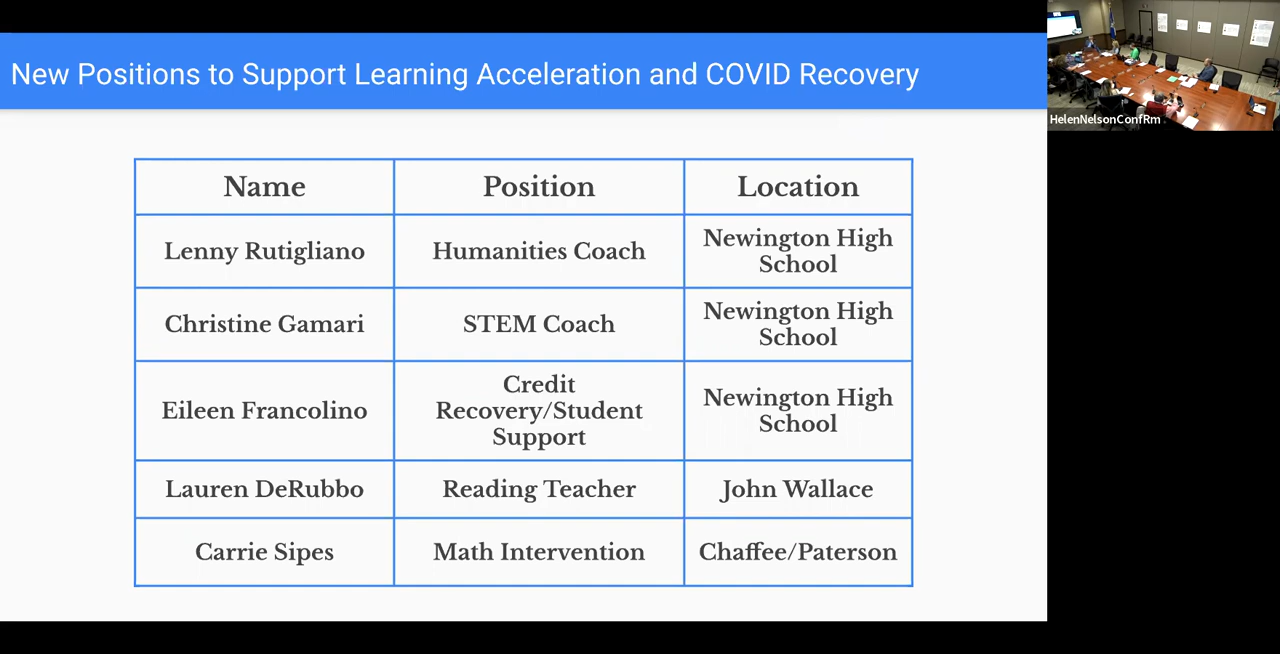 New Positions to Support Learning Acceleration and COVID Recovery
HelenNelsonConfRm
Name Position Location
Lenny Rutigliano Humanities Coach Newington High
School
Christine Gamari STEM Coach Newington High
School
Eileen Francolino Credit
Recovery/Student
Support Newington High
School
Lauren DeRubbo Reading Teacher John Wallace
Carrie Sipes Math Intervention Chaffee/Paterson